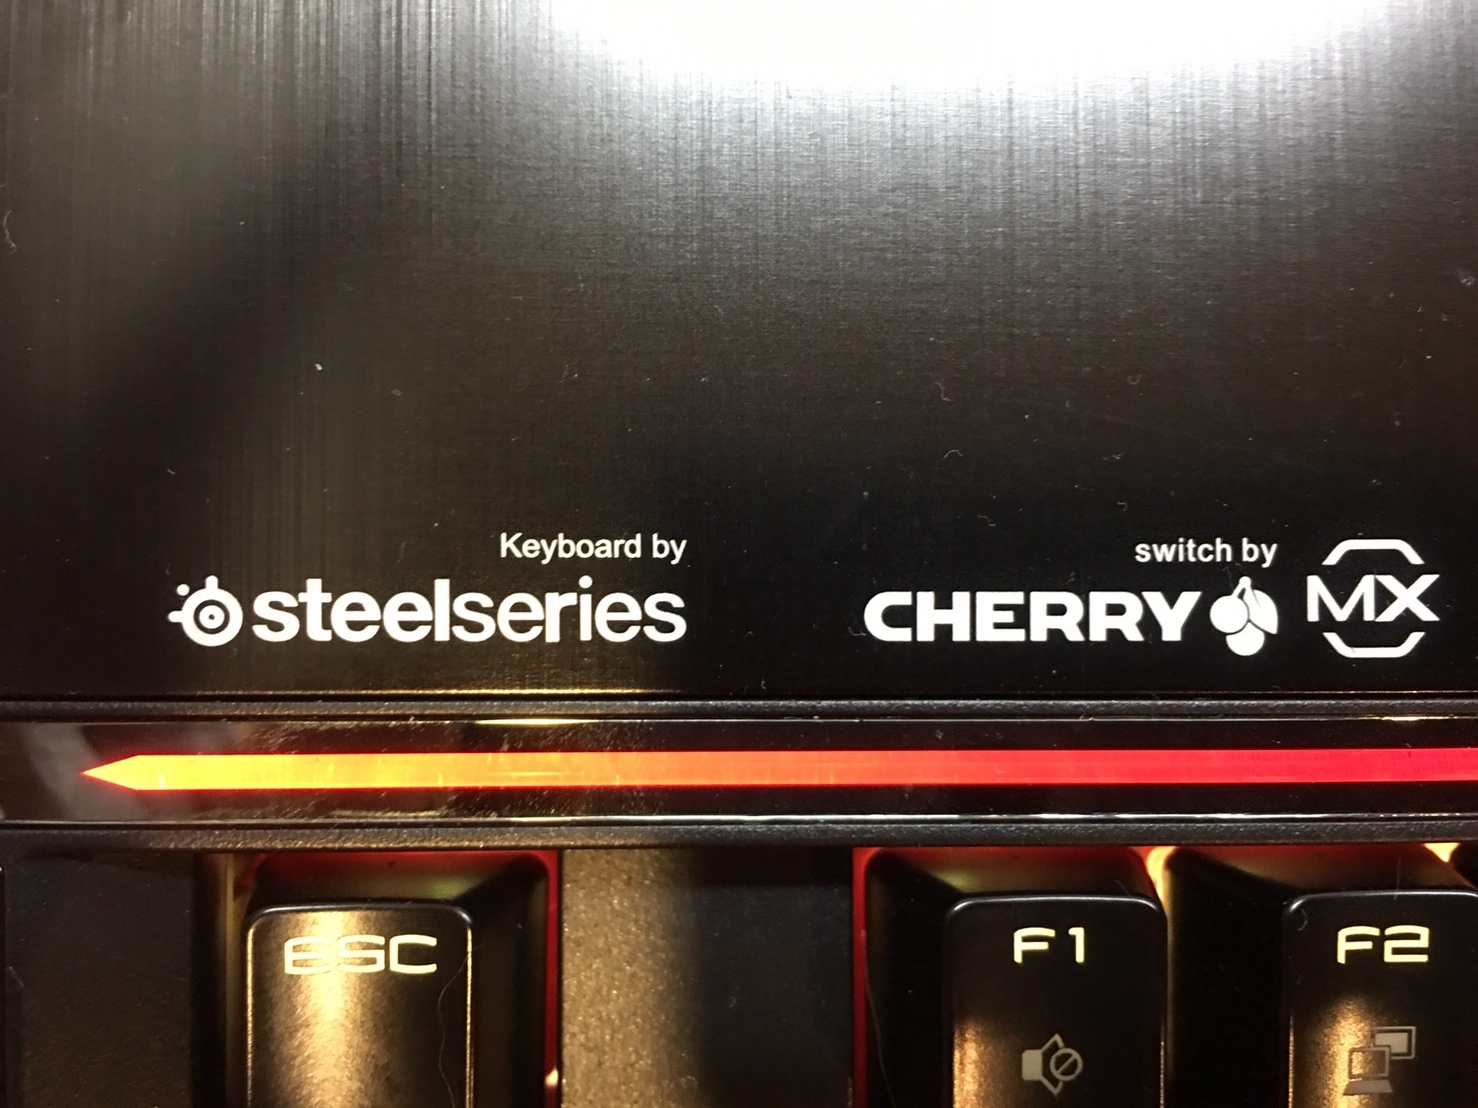 Keyboard by
steelseries
switch by
CHERRY MX
ESC
F1
F2